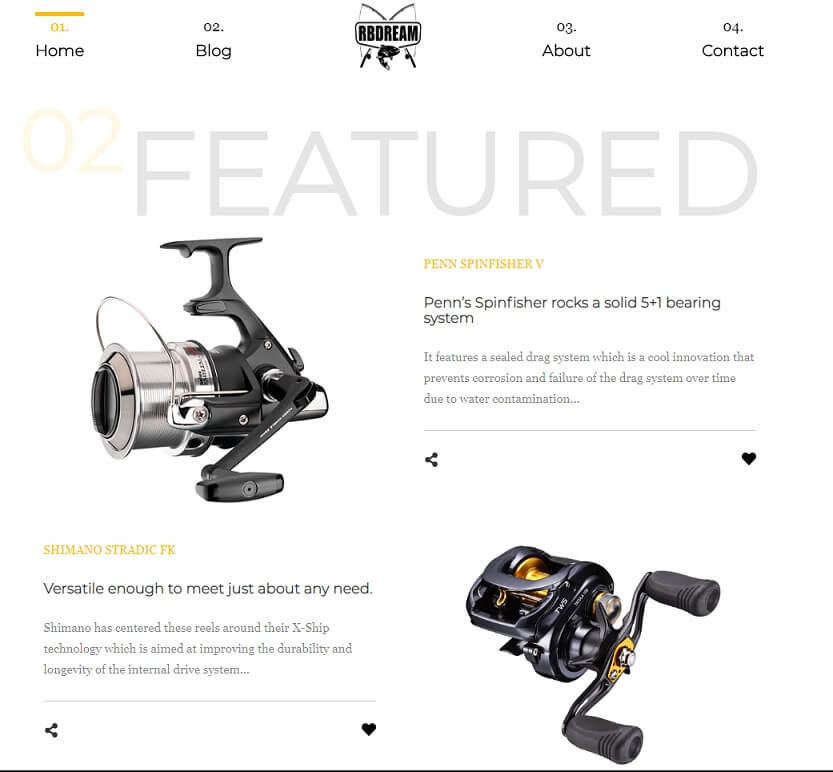 01.
Home
02.
Blog
RBDREAM
03.
About
04.
Contact
02
FEATURED
PENN SPINFISHER V
Penn’s Spinfisher rocks a solid 5+1 bearing
system
It features a sealed drag system which is a cool innovation that
prevents corrosion and failure of the drag system over time
due to water contamination...
SHIMANO STRADIC FK
Versatile enough to meet just about any need.
Shimano has centered these reels around their X-Ship
technology which is aimed at improving the durability and
longevity of the internal drive system...
TWS